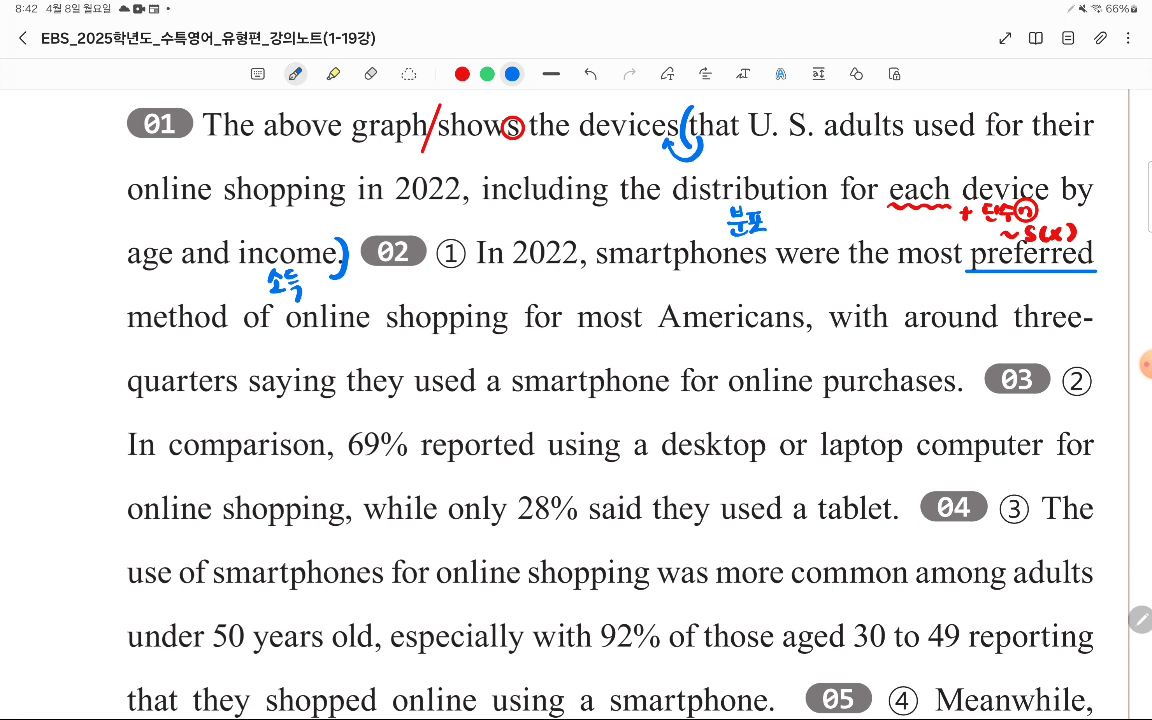 8:42 4월 8일 월요일 66%
EBS_2025학년도_수특영어_유형편_강의노트(1-19강)
01 The above graph/shows the devices(that U. S. adults used for their
online shopping in 2022, including the distribution for each device by
분포
+ 단수명
~s(x)
age and income.) 02 ① In 2022, smartphones were the most preferred
소득
method of online shopping for most Americans, with around three-
quarters saying they used a smartphone for online purchases. 03 ②
In comparison, 69% reported using a desktop or laptop computer for
online shopping, while only 28% said they used a tablet. 04 ③ The
use of smartphones for online shopping was more common among adults
under 50 years old, especially with 92% of those aged 30 to 49 reporting
that they shopped online using a smartphone. 05 ④ Meanwhile,